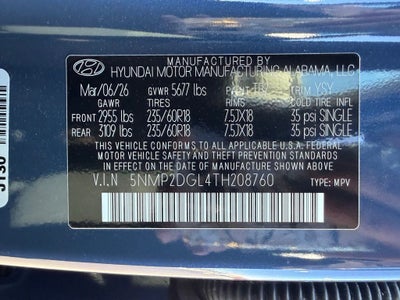 MANUFACTURED BY
HYUNDAI MOTOR MANUFACTURING ALABAMA, LLC
Mar/06/26 GVWR 5677 lbs PAINT TRIM YSY
GAWR TIRES RIMS COLD TIRE INF
FRONT 2955 lbs 235/60R18 7.5JX18 35 psi SINGLE
REAR 3109 lbs 235/60R18 7.5JX18 35 psi SINGLE
THIS VEHICLE CONFORMS TO ALL APPLICABLE U.S.A. FEDERAL MOTOR
VEHICLE SAFETY, BUMPER, AND THEFT PREVENTION STANDARDS
IN EFFECT ON THE DATE OF MANUFACTURE SHOWN ABOVE.
V.I.N 5NMP2DGL4TH208760 TYPE: MPV